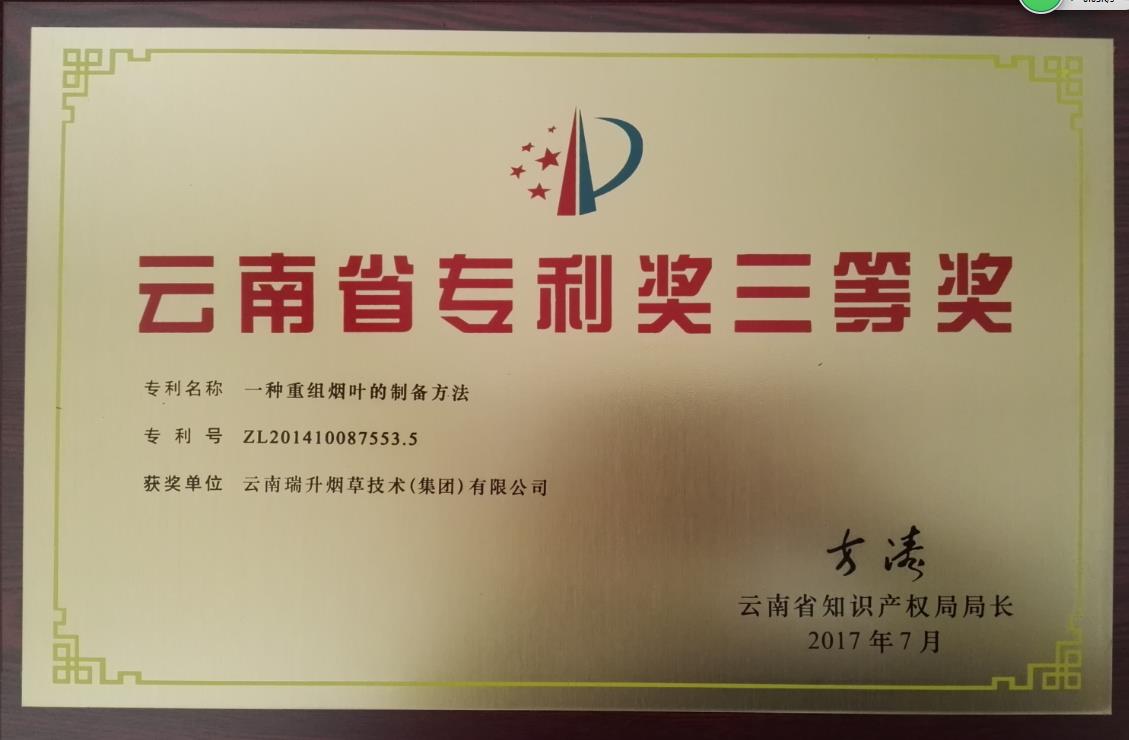 云南省专利奖三等奖
专利名称 一种重组烟叶的制备方法
专利号 ZL201410087553.5
获奖单位 云南瑞升烟草技术(集团)有限公司
云南省知识产权局局长
2017年7月